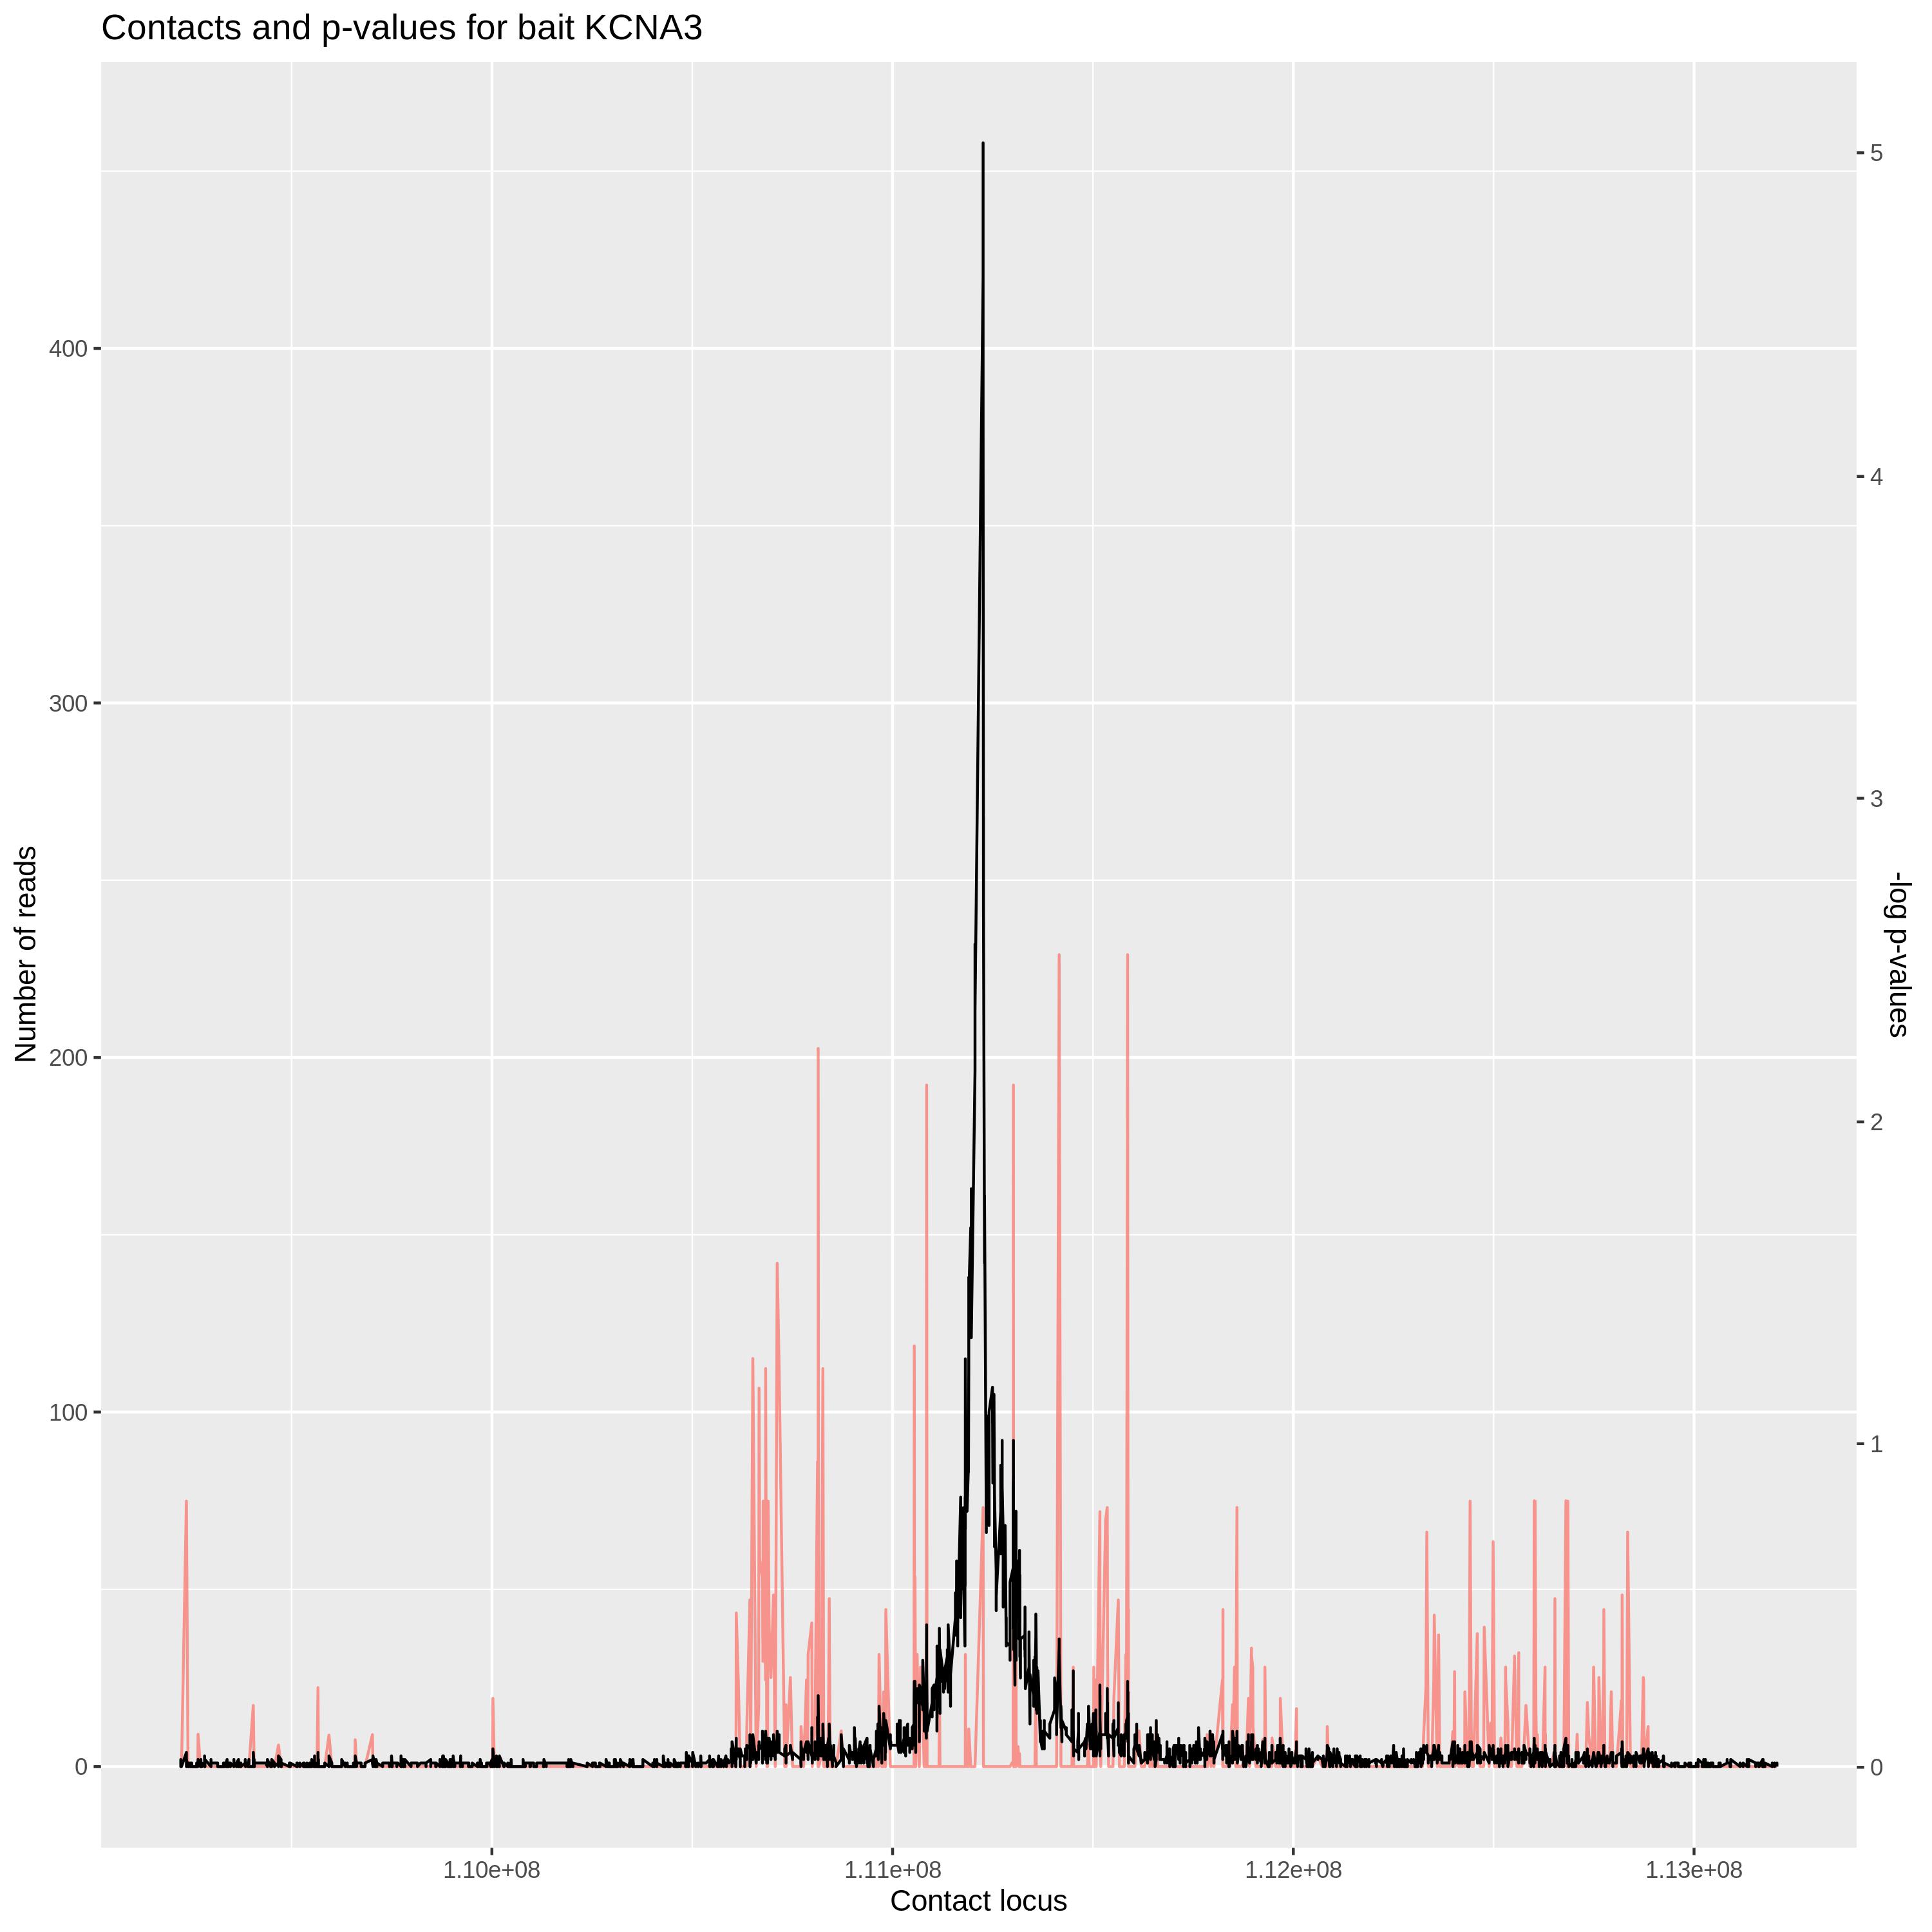 Contacts and p-values for bait KCNA3
Number of reads
400
300
200
100
0
5
4
3
2
1
0
-log p-values
1.10e+08
1.11e+08
1.12e+08
1.13e+08
Contact locus